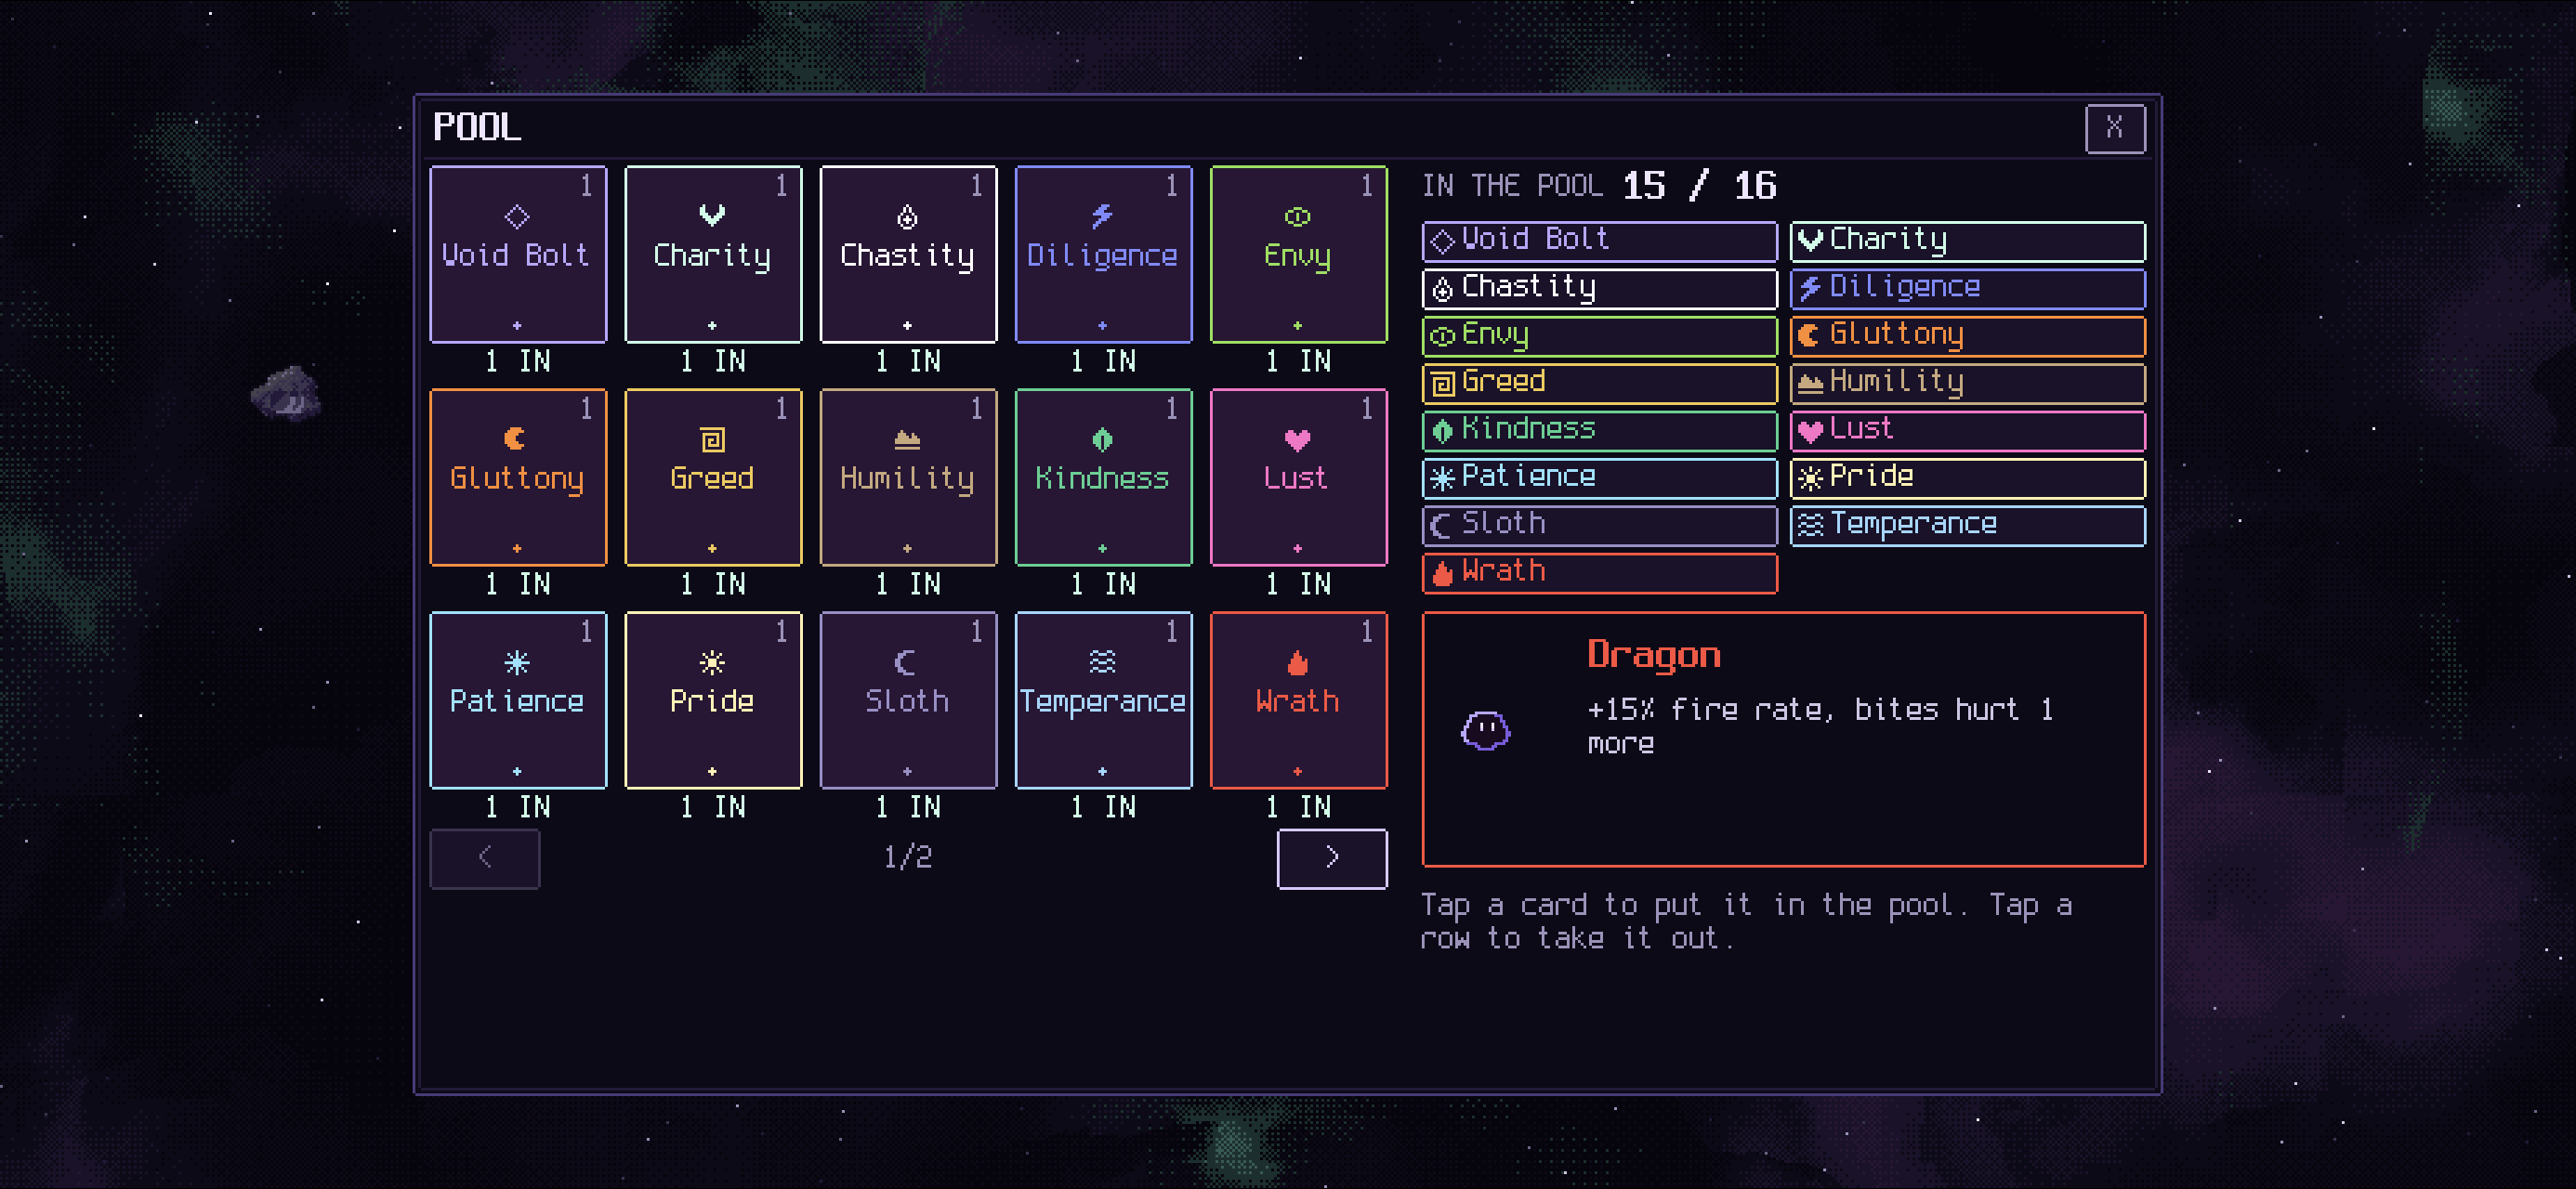 POOL
X
1 1 1 1 1
Void Bolt Charity Chastity Diligence Envy
1 IN 1 IN 1 IN 1 IN 1 IN
1 1 1 1 1
Gluttony Greed Humility Kindness Lust
1 IN 1 IN 1 IN 1 IN 1 IN
1 1 1 1 1
Patience Pride Sloth Temperance Wrath
1 IN 1 IN 1 IN 1 IN 1 IN
< 1/2 >
IN THE POOL 15 / 16
Void Bolt Charity
Chastity Diligence
Envy Gluttony
Greed Humility
Kindness Lust
Patience Pride
Sloth Temperance
Wrath
Dragon
+15% fire rate, bites hurt 1
more
Tap a card to put it in the pool. Tap a
row to take it out.